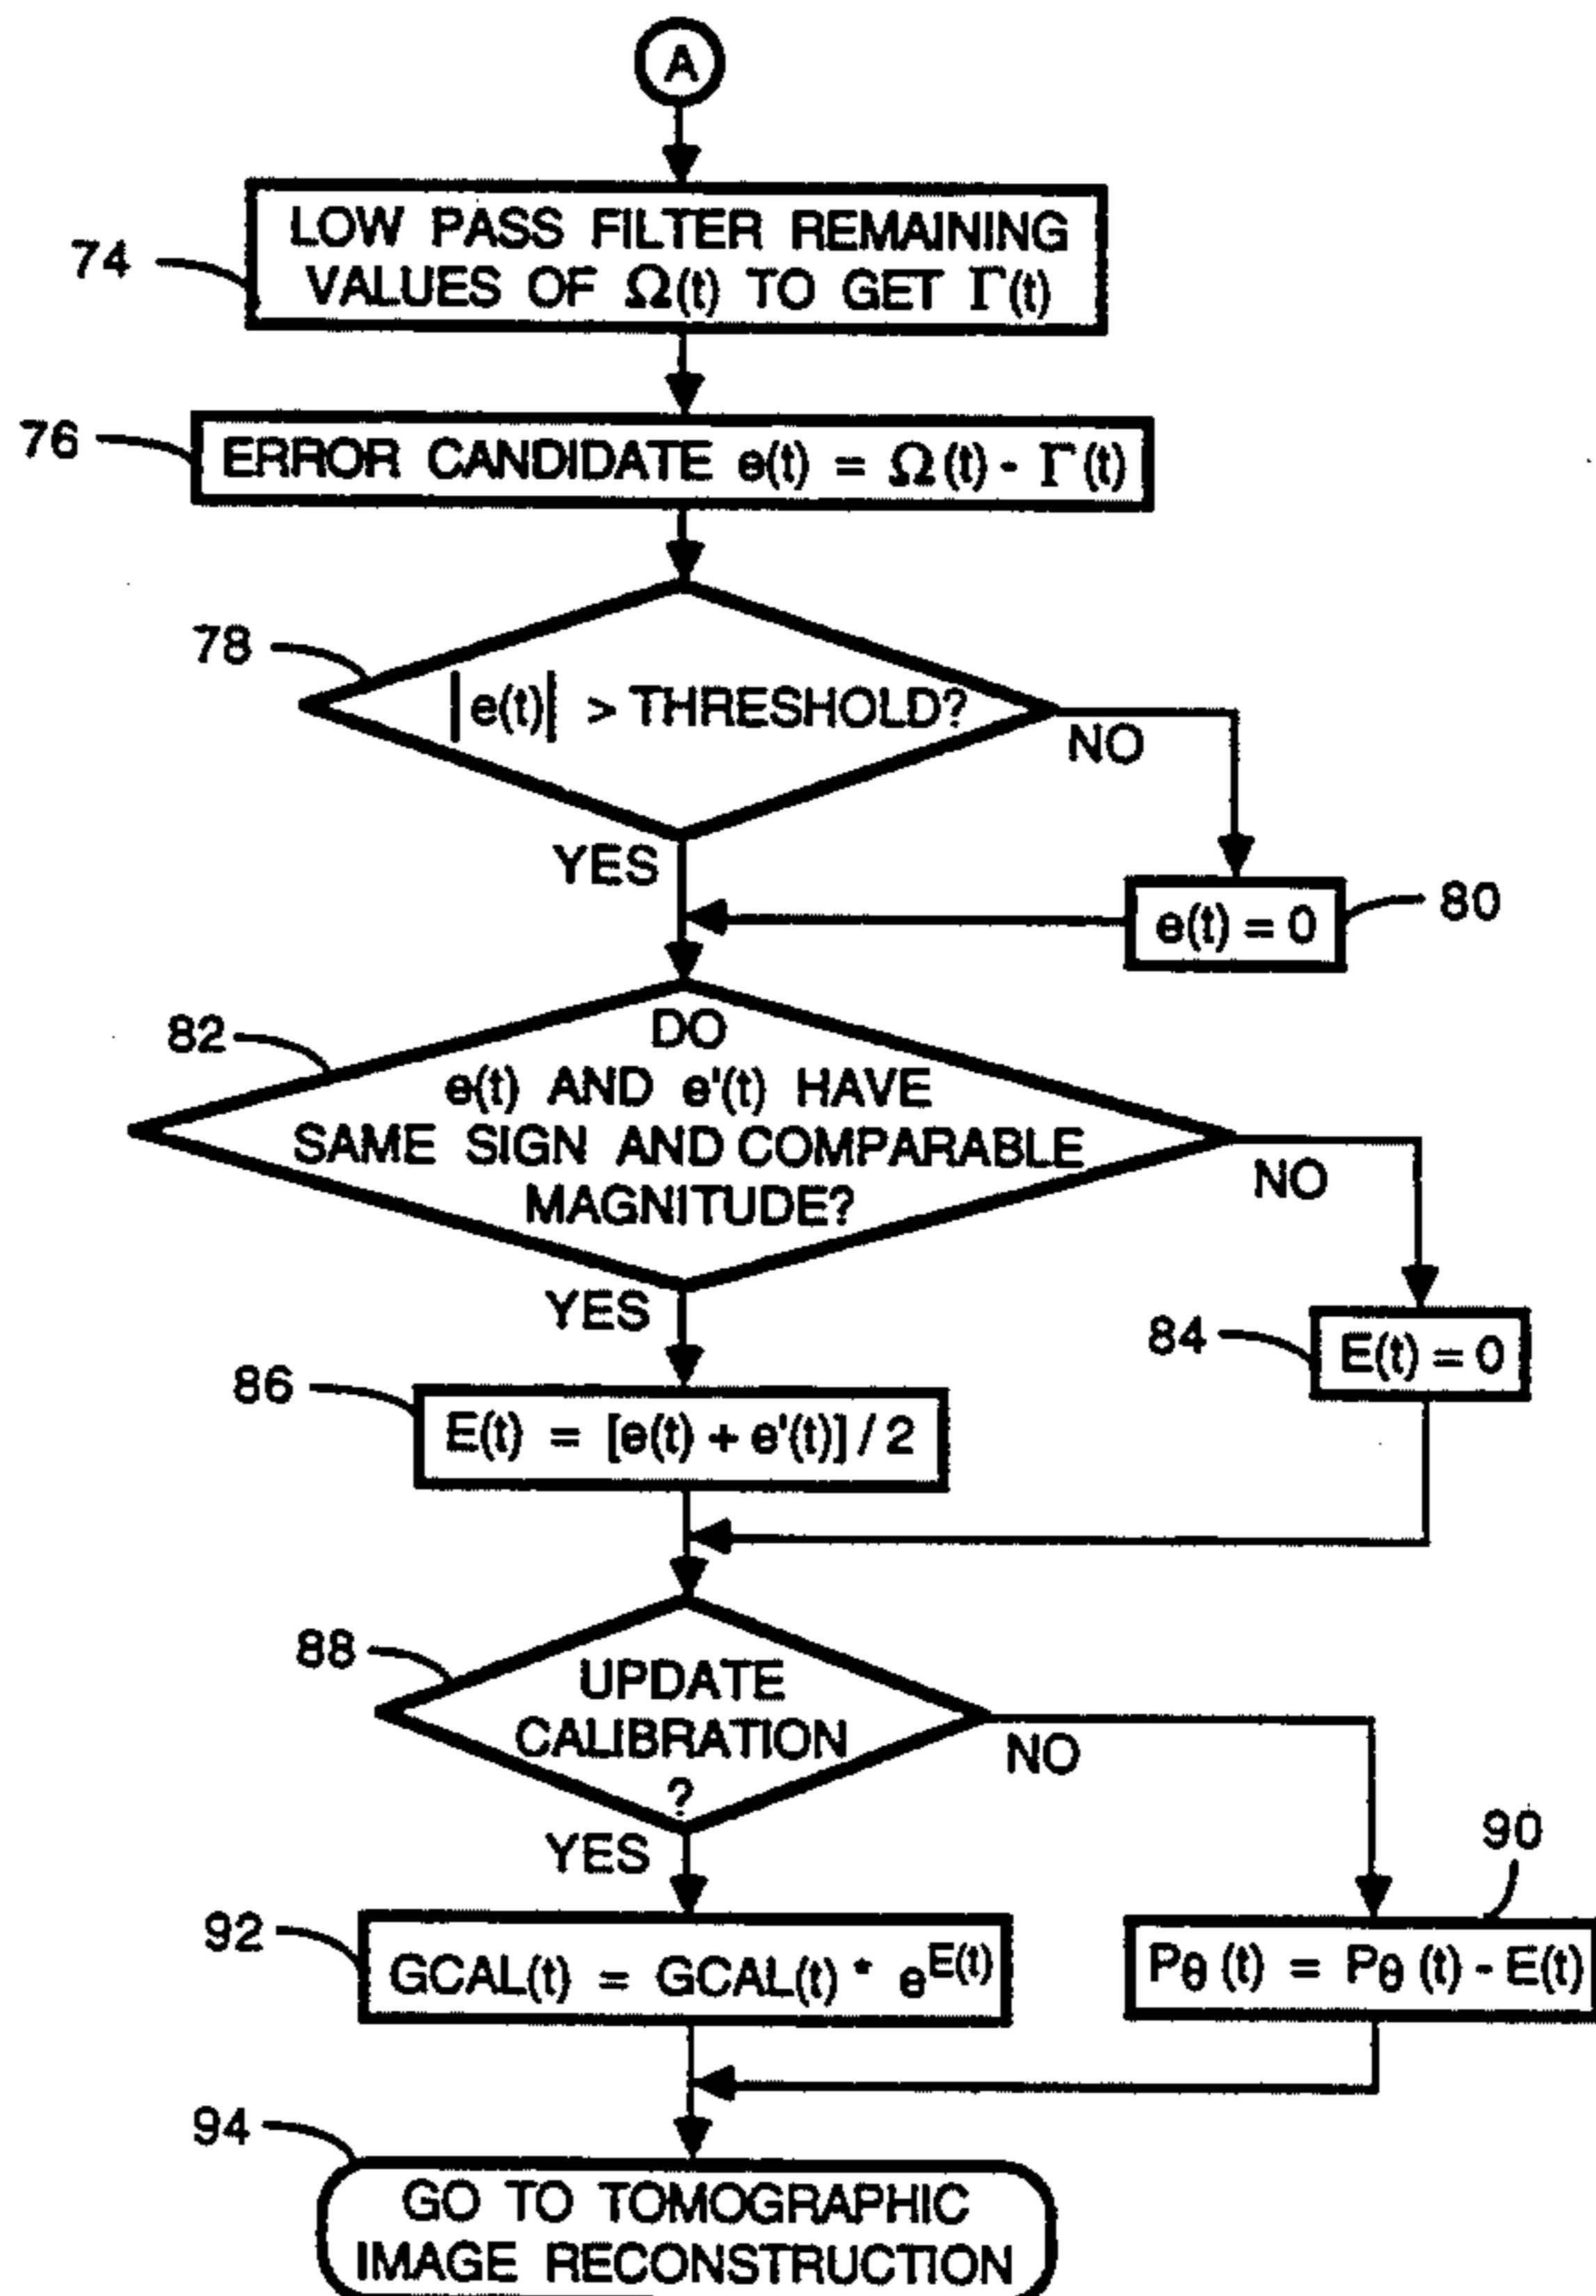 A
74
LOW PASS FILTER REMAINING
VALUES OF Ω(t) TO GET Γ(t)
76
ERROR CANDIDATE e(t) = Ω(t) - Γ(t)
78
|e(t)| > THRESHOLD?
NO
YES
e(t) = 0
80
82
DO
e(t) AND e'(t) HAVE
SAME SIGN AND COMPARABLE
MAGNITUDE?
NO
YES
84
E(t) = 0
86
E(t) = [e(t) + e'(t)] / 2
88
UPDATE
CALIBRATION
?
NO
YES
90
92
GCAL(t) = GCAL(t) * e^E(t)
Pθ (t) = Pθ (t) - E(t)
94
GO TO TOMOGRAPHIC
IMAGE RECONSTRUCTION